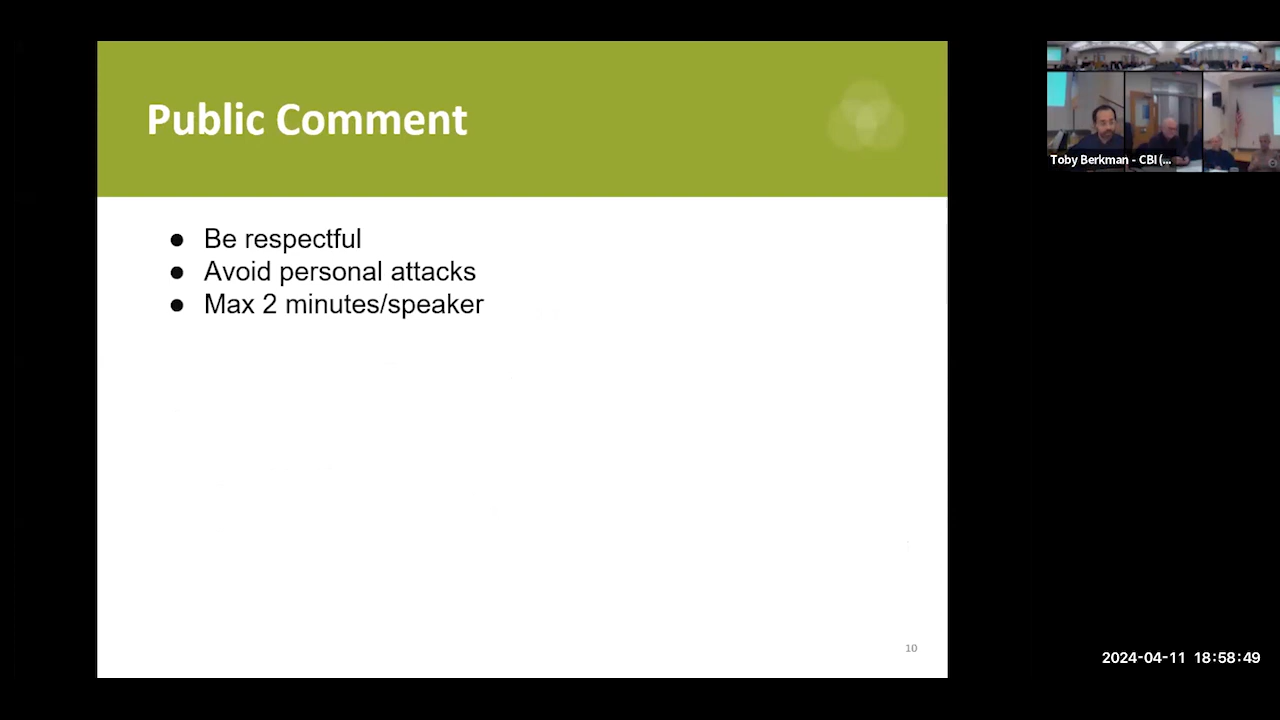 Public Comment
● Be respectful
● Avoid personal attacks
● Max 2 minutes/speaker
10
Toby Berkman - CBI (...
2024-04-11 18:58:49